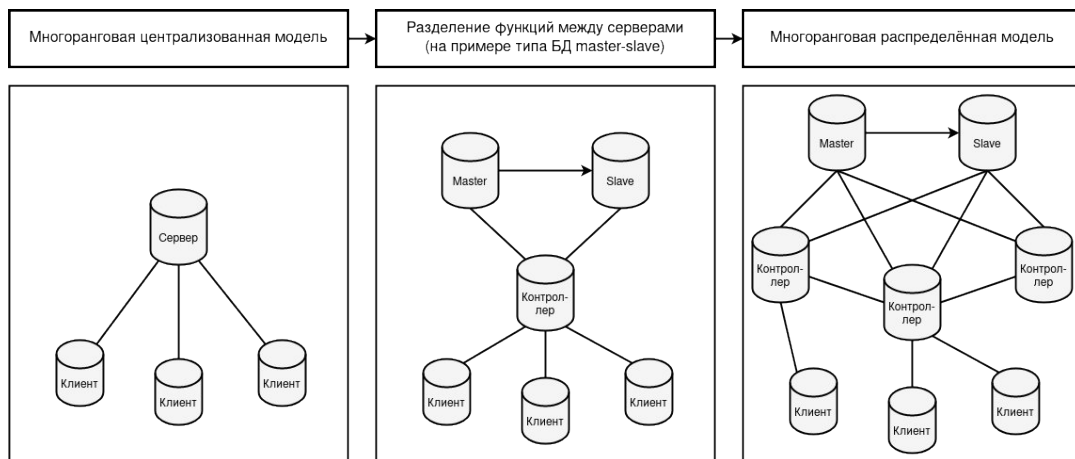 Многоранговая централизованная модель
Разделение функций между серверами
(на примере типа БД master-slave)
Многоранговая распределённая модель
Сервер
Клиент
Клиент
Клиент
Master
Slave
Контрол-
лер
Клиент
Клиент
Клиент
Master
Slave
Контрол-
лер
Контрол-
лер
Контрол-
лер
Клиент
Клиент
Клиент